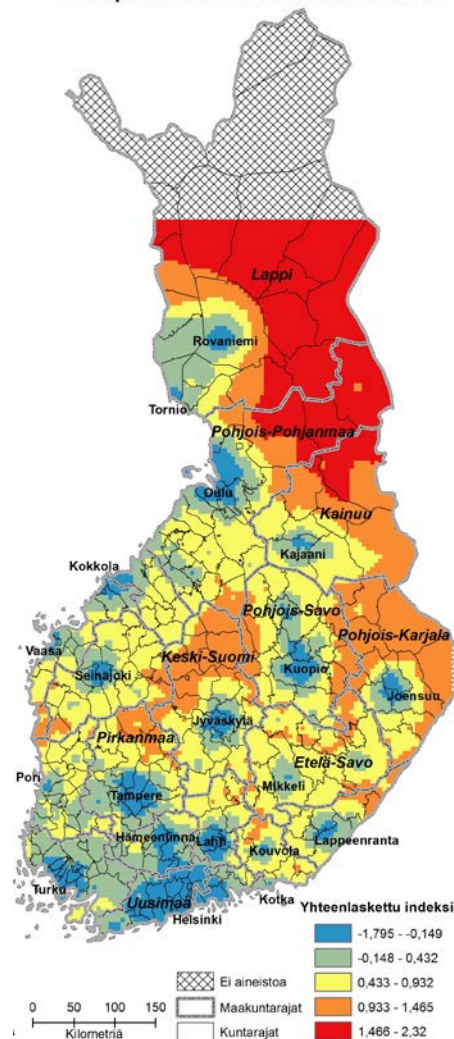 Lappi
Rovaniemi
Tornio
Pohjois-Pohjanmaa
Oulu
Kainuu
Kajaani
Kokkola
Pohjois-Savo
Pohjois-Karjala
Vaasa
Keski-Suomi
Seinäjoki
Kuopio
Joensuu
Jyväskylä
Pirkanmaa
Etelä-Savo
Pori
Mikkeli
Tampere
Hämeenlinna
Lahti
Lappeenranta
Kouvola
Turku
Kotka
Uusimaa
Helsinki
Yhteenlaskettu indeksi
-1,795 - -0,149
-0,148 - 0,432
Ei aineistoa
0,433 - 0,932
Maakuntarajat
0,933 - 1,465
Kuntarajat
1,466 - 2,32
0 50 100 150
Kilometriä